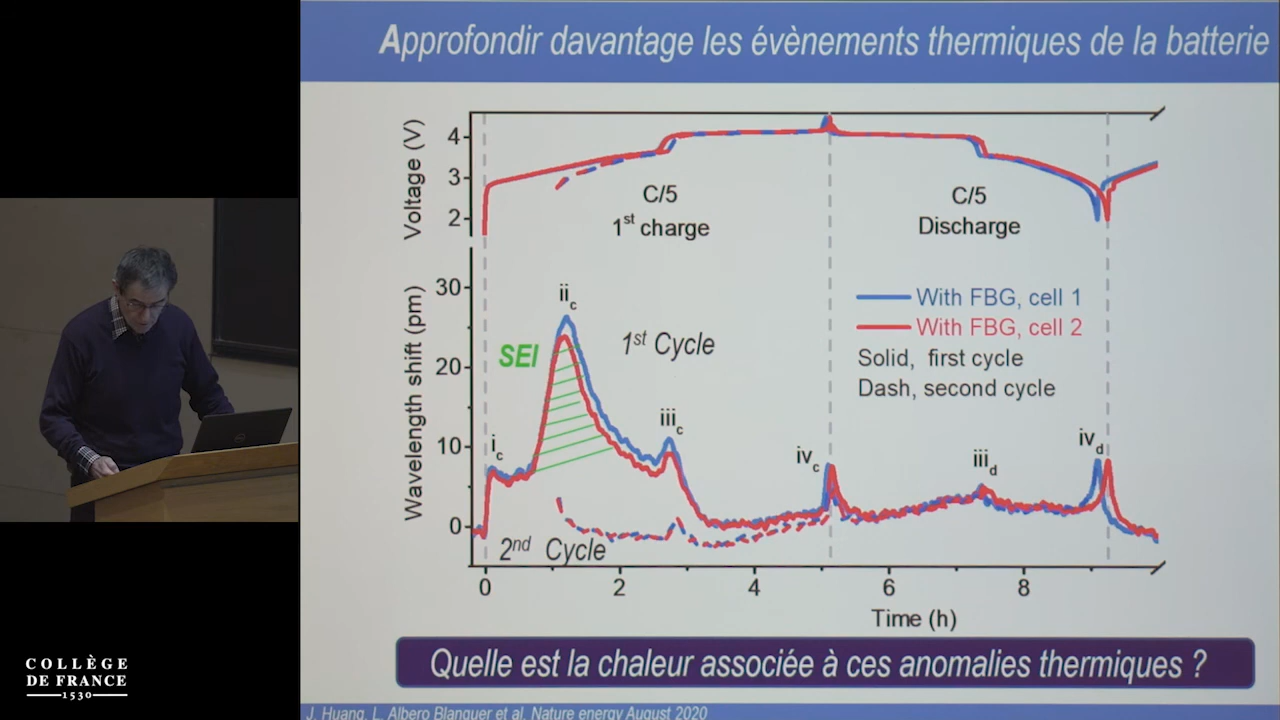 Approfondir davantage les évènements thermiques de la batterie
Voltage (V)
4
3
2
C/5
1st charge
C/5
Discharge
Wavelength shift (pm)
30
20
10
0
iic
SEI
1st Cycle
With FBG, cell 1
With FBG, cell 2
Solid, first cycle
Dash, second cycle
ic
iiic
ivc
iiid
ivd
2nd Cycle
0
2
4
6
8
Time (h)
Quelle est la chaleur associée à ces anomalies thermiques ?
J. Huang, L. Albero Blanquer et al, Nature energy August 2020
COLLÈGE
DE FRANCE
1530